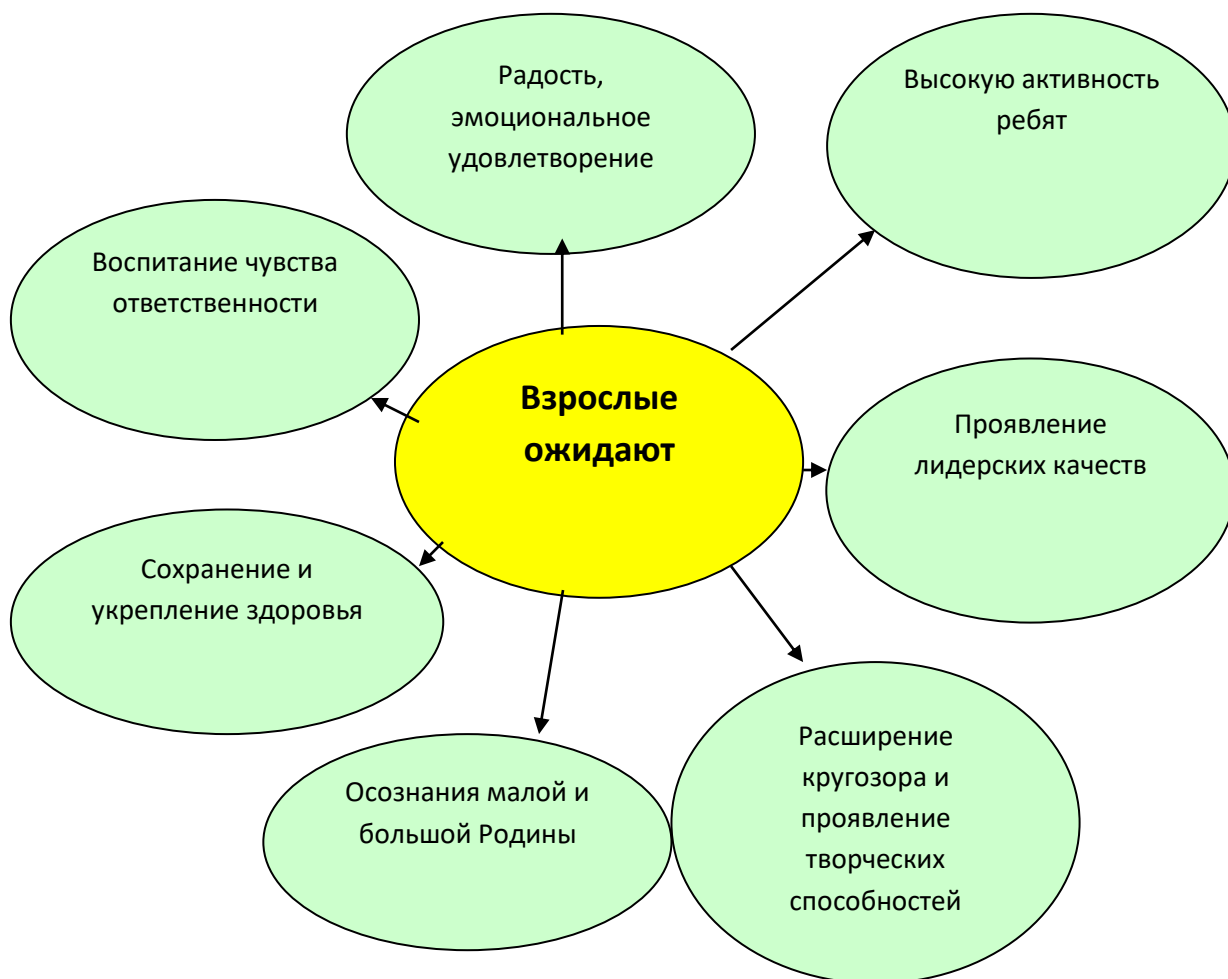 Радость,
эмоциональное
удовлетворение
Высокую активность
ребят
Воспитание чувства
ответственности
Взрослые
ожидают
Проявление
лидерских качеств
Сохранение и
укрепление здоровья
Осознания малой и
большой Родины
Расширение
кругозора и
проявление
творческих
способностей